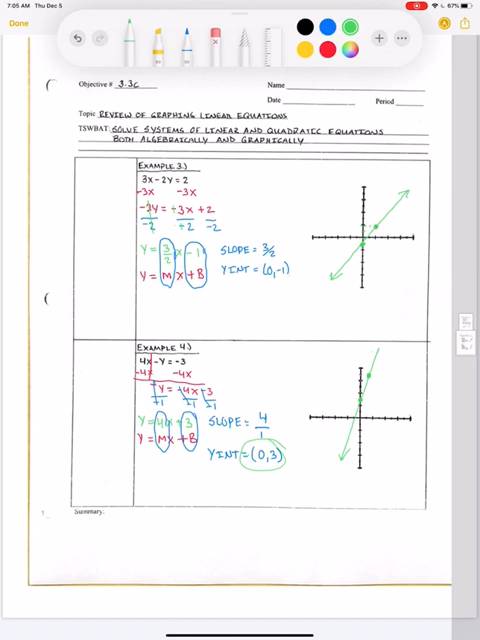 7:05 AM Thu Dec 5
67%
Done
Objective # 3.3c
Name
Date
Period
Topic REVIEW OF GRAPHING LINEAR EQUATIONS
TSWBAT: SOLVE SYSTEMS OF LINEAR AND QUADRATIC EQUATIONS
BOTH ALGEBRAICALLY AND GRAPHICALLY
EXAMPLE 3.)
3X - 2Y = 2
-3X -3X
-2Y = -3X + 2
-2 -2 -2
Y = 3/2 X - 1
Y = M X + B
SLOPE = 3/2
Y INT = (0,-1)
EXAMPLE 4.)
4X - Y = -3
-4X -4X
-Y = -4X - 3
-1 -1 -1
Y = 4X + 3
Y = MX + B
SLOPE = 4/1
Y INT = (0,3)
Summary: